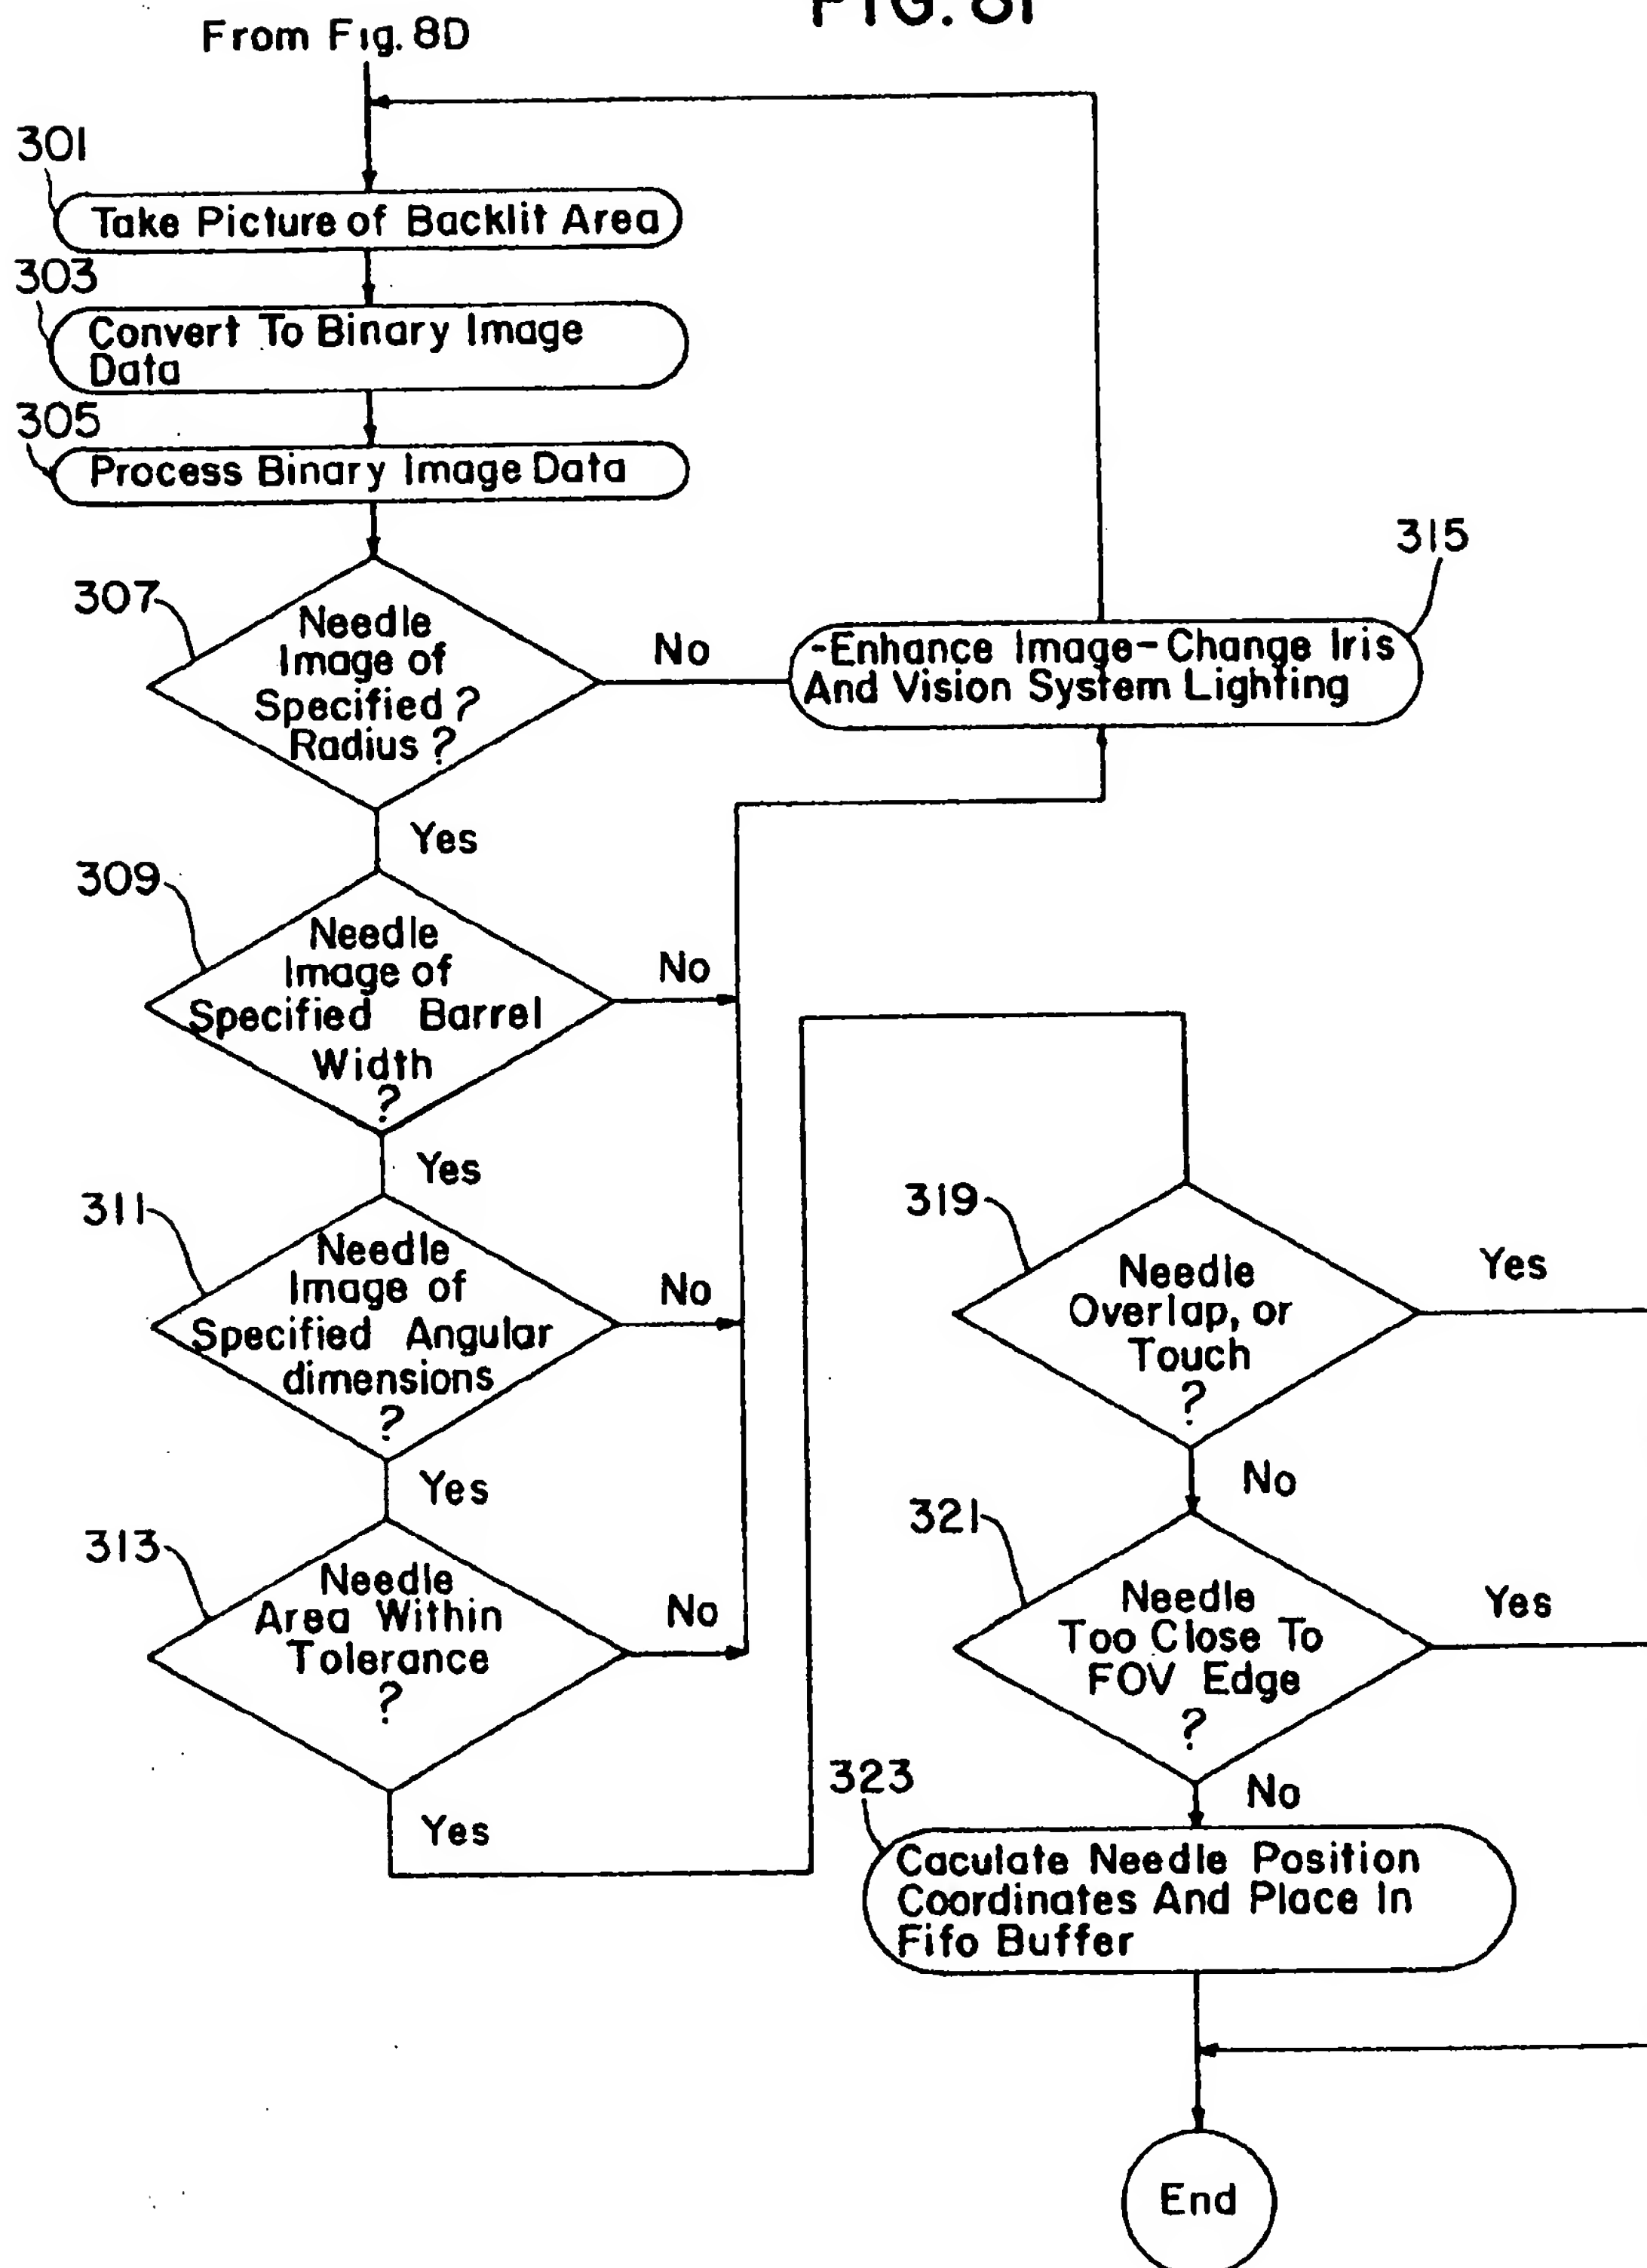 FIG. 8F
From Fig. 8D
301
Take Picture of Backlit Area
303
Convert To Binary Image
Data
305
Process Binary Image Data
307
Needle
Image of
Specified ?
Radius ?
No
315
-Enhance Image-Change Iris
And Vision System Lighting
Yes
309
Needle
Image of
Specified Barrel
Width
?
No
Yes
311
Needle
Image of
Specified Angular
dimensions
?
No
Yes
313
Needle
Area Within
Tolerance
?
No
Yes
319
Needle
Overlap, or
Touch
?
Yes
No
321
Needle
Too Close To
FOV Edge
?
Yes
No
323
Caculate Needle Position
Coordinates And Place In
Fifo Buffer
End